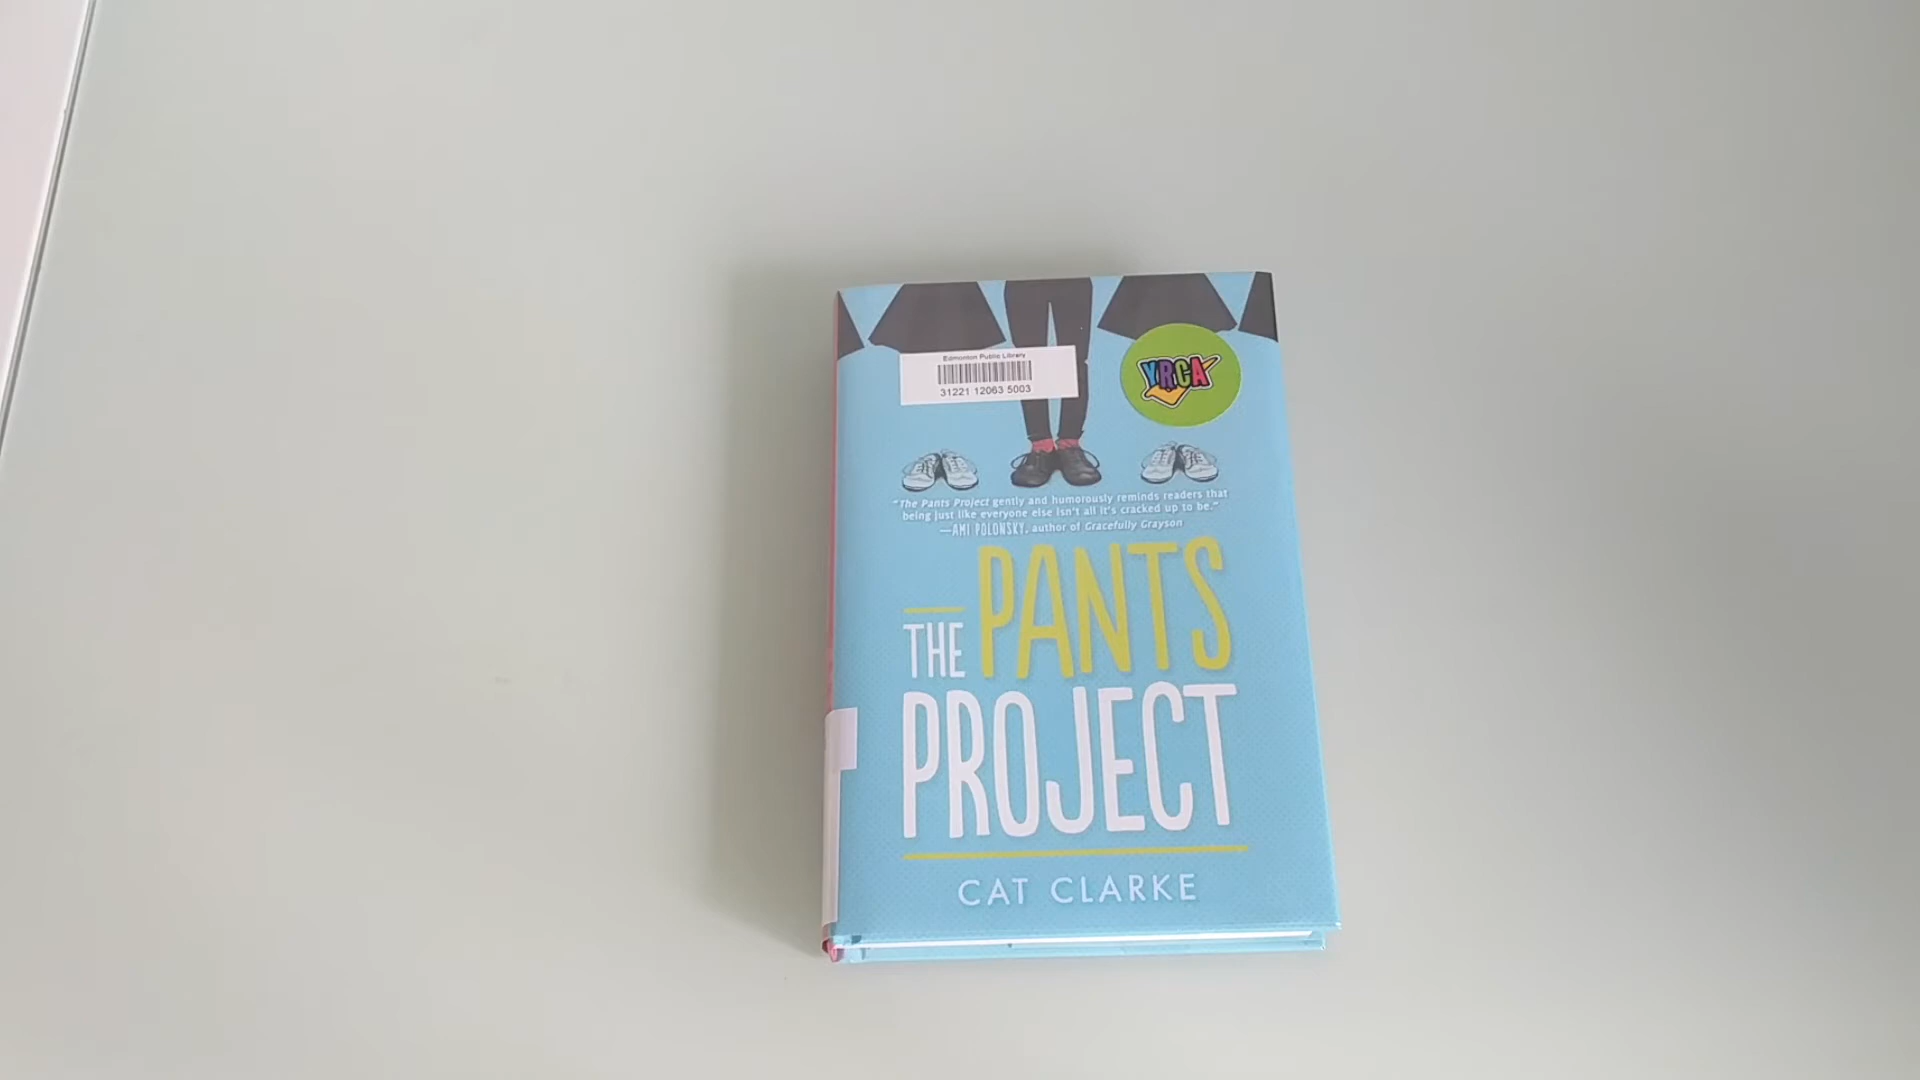 Edmonton Public Library
31221 12063 5003
YRCA
"The Pants Project gently and humorously reminds readers that
being just like everyone else isn't all it's cracked up to be."
—AMI POLONSKY, author of Gracefully Grayson
THE PANTS
PROJECT
CAT CLARKE